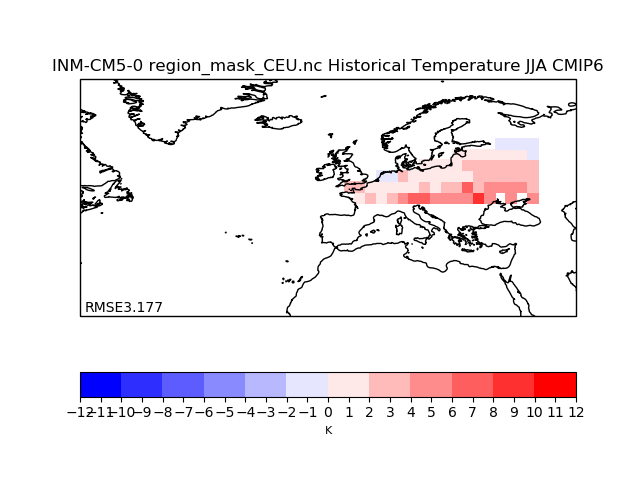 INM-CM5-0 region_mask_CEU.nc Historical Temperature JJA CMIP6
RMSE3.177
−12 −11 −10 −9 −8 −7 −6 −5 −4 −3 −2 −1 0 1 2 3 4 5 6 7 8 9 10 11 12
K